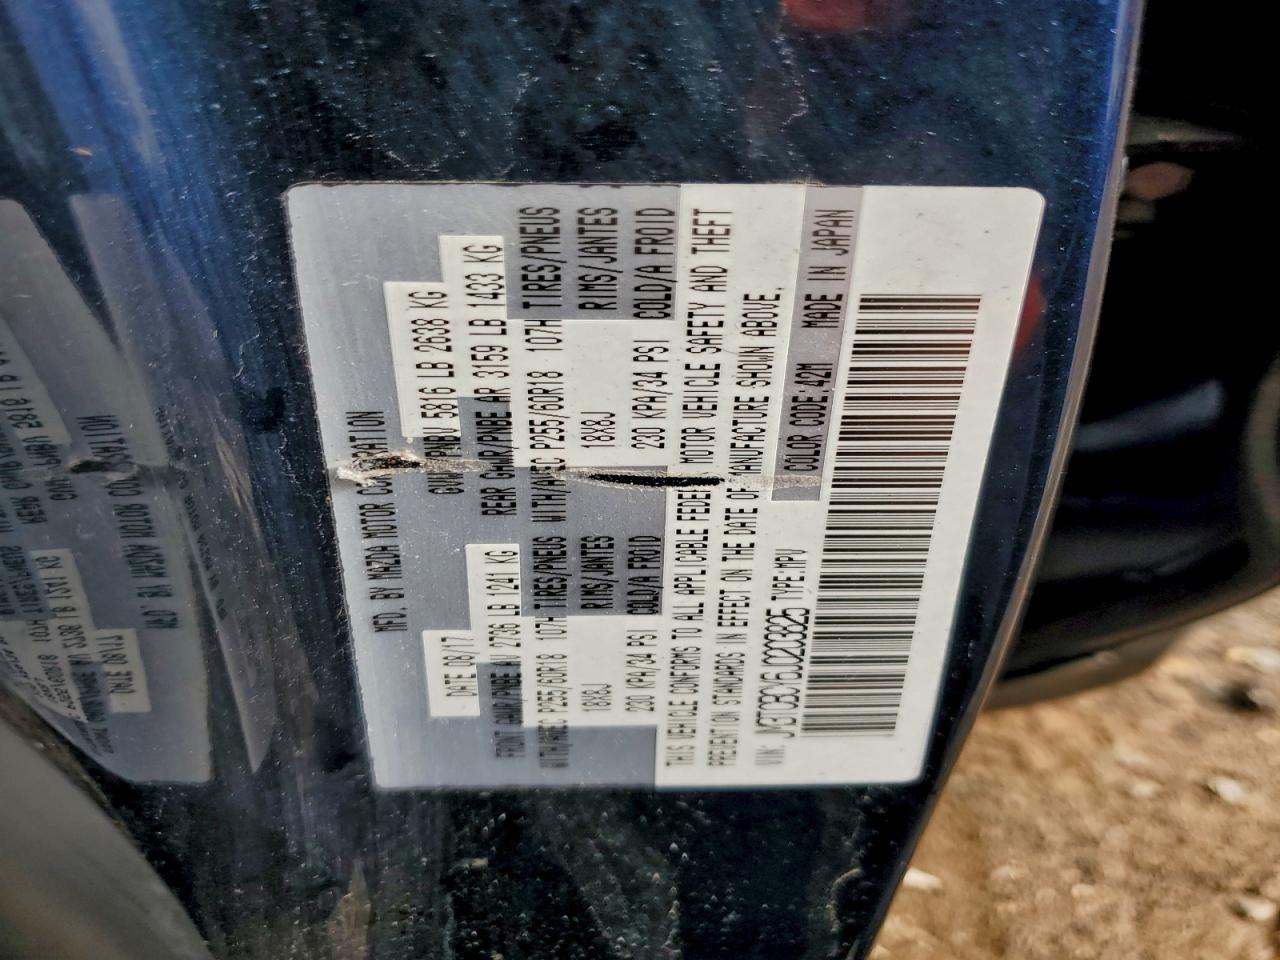 MFD. BY MAZDA MOTOR CORPORATION
DATE 08/17 GVWR/PNBV 5816 LB 2638 KG
FRONT GAWR/PNBE AV 2736 LB 1241 KG REAR GAWR/PNBE AR 3159 LB 1433 KG
WITH/AVEC P255/60R18 107H TIRES/PNEUS WITH/AVEC P255/60R18 107H TIRES/PNEUS
18X8J RIMS/JANTES 18X8J RIMS/JANTES
230 KPA/34 PSI COLD/A FROID 230 KPA/34 PSI COLD/A FROID
THIS VEHICLE CONFORMS TO ALL APPLICABLE FEDERAL MOTOR VEHICLE SAFETY AND THEFT
PREVENTION STANDARDS IN EFFECT ON THE DATE OF MANUFACTURE SHOWN ABOVE.
VIN: TYPE:MPV COLOR CODE:42M MADE IN JAPAN